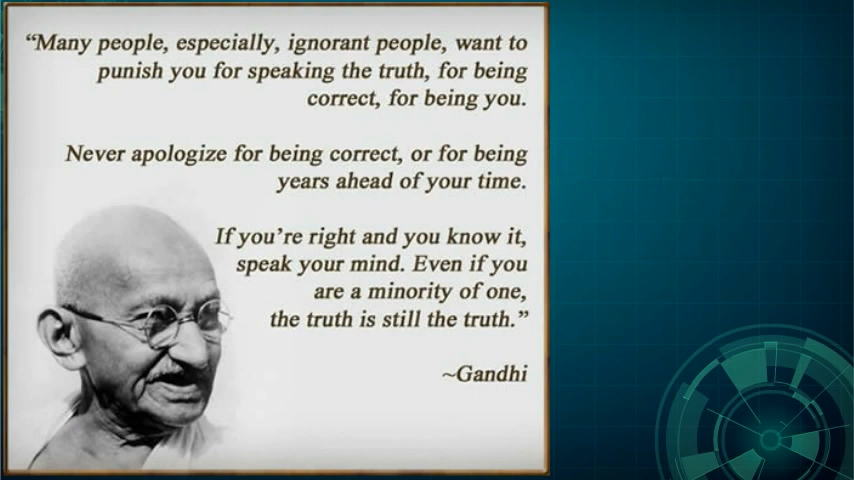 “Many people, especially, ignorant people, want to
punish you for speaking the truth, for being
correct, for being you.
Never apologize for being correct, or for being
years ahead of your time.
If you’re right and you know it,
speak your mind. Even if you
are a minority of one,
the truth is still the truth.”
~Gandhi